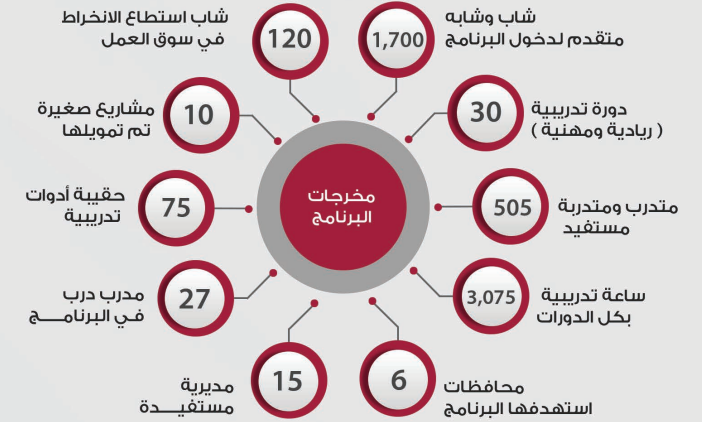 شاب وشابه
متقدم لدخول البرنامج
1,700
دورة تدريبية
( ريادية ومهنية )
30
متدرب ومتدربة
مستفيد
505
ساعة تدريبية
بكل الدورات
3,075
محافظات
استهدفها البرنامج
6
مديرية
مستفيـــدة
15
مدرب درب
في البرنامـــج
27
حقيبة أدوات
تدريبية
75
مشاريع صغيرة
تم تمويلها
10
شاب استطاع الانخراط
في سوق العمل
120
مخرجات
البرنامج